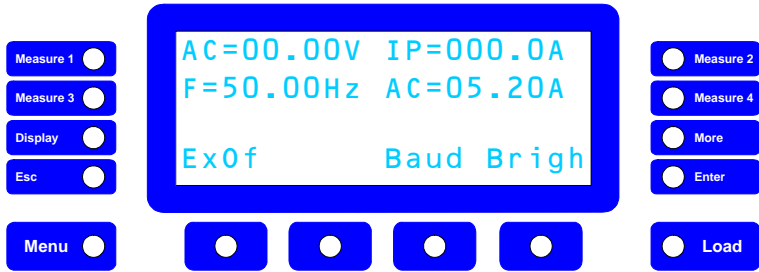 Measure 1
Measure 3
Display
Esc
Menu
AC=00.00V IP=000.0A
F=50.00Hz AC=05.20A
ExOf Baud Brigh
Measure 2
Measure 4
More
Enter
Load